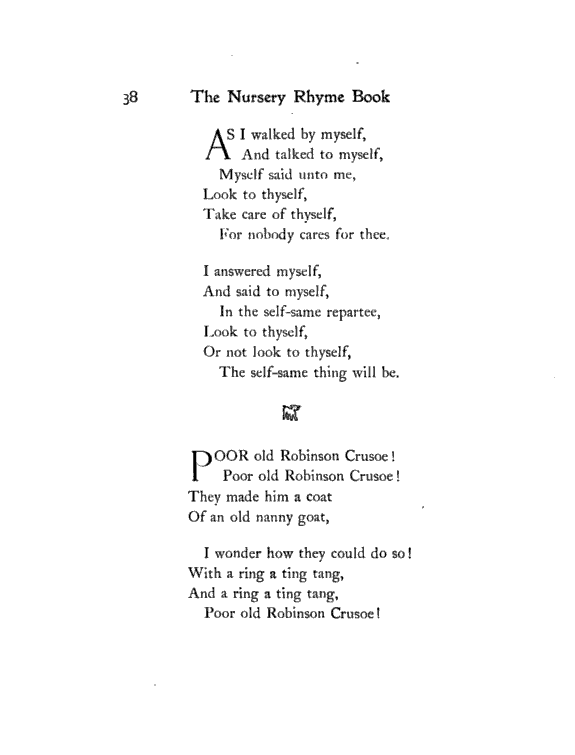 38 The Nursery Rhyme Book
AS I walked by myself,
And talked to myself,
Myself said unto me,
Look to thyself,
Take care of thyself,
For nobody cares for thee.
I answered myself,
And said to myself,
In the self-same repartee,
Look to thyself,
Or not look to thyself,
The self-same thing will be.
POOR old Robinson Crusoe!
Poor old Robinson Crusoe!
They made him a coat
Of an old nanny goat,
I wonder how they could do so!
With a ring a ting tang,
And a ring a ting tang,
Poor old Robinson Crusoe!